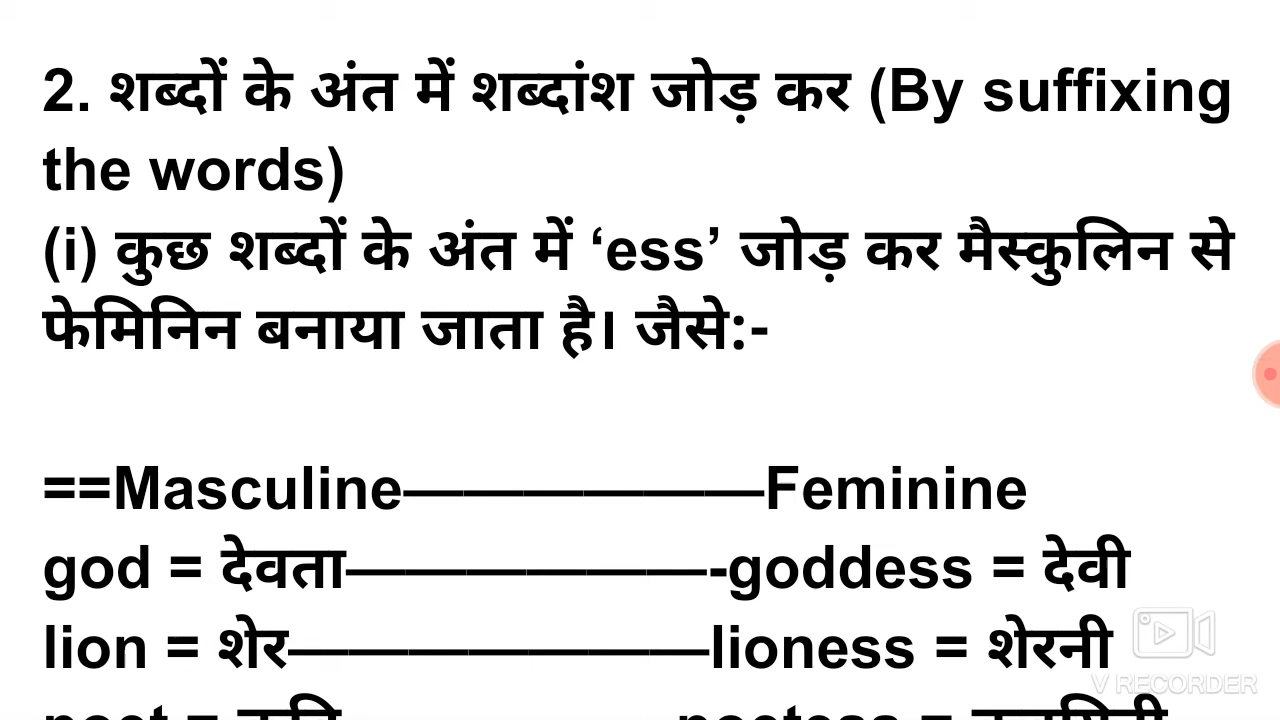 2. शब्दों के अंत में शब्दांश जोड़ कर (By suffixing
the words)
(i) कुछ शब्दों के अंत में ‘ess’ जोड़ कर मैस्कुलिन से
फेमिनिन बनाया जाता है। जैसे:-
==Masculine——————Feminine
god = देवता——————-goddess = देवी
lion = शेर———————lioness = शेरनी
V RECORDER